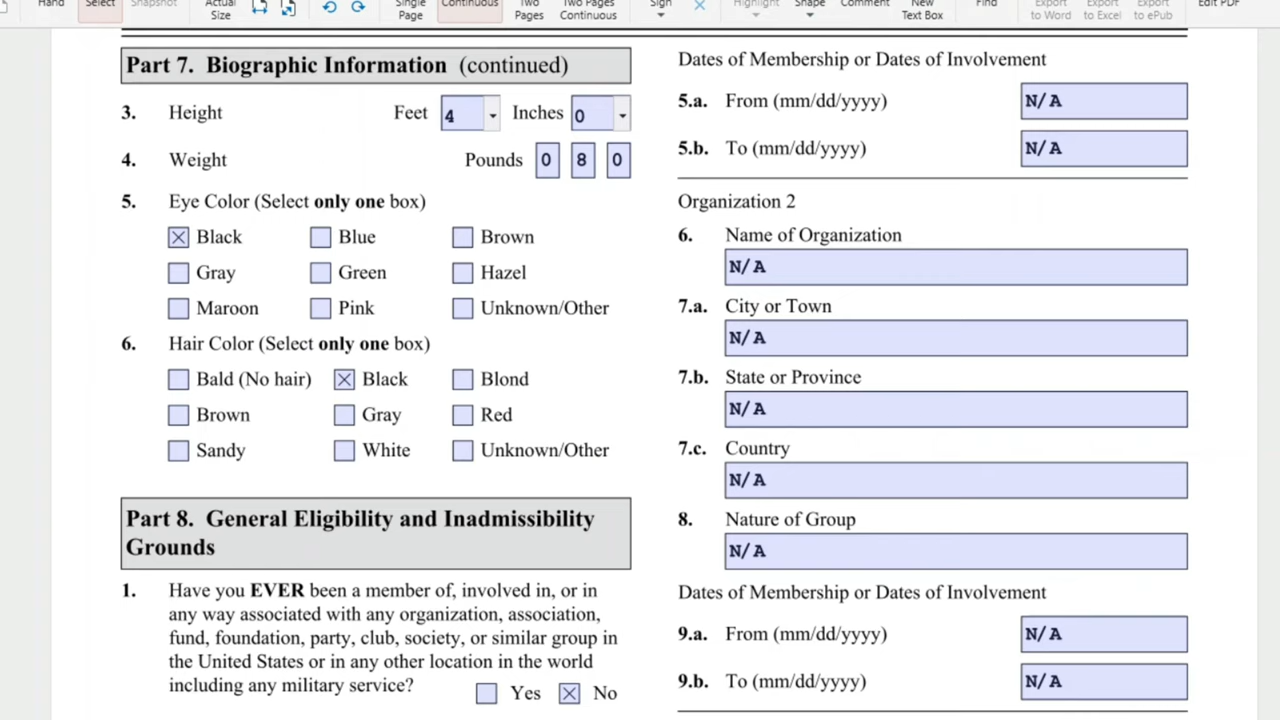 Hand
Select
Snapshot
Actual
Size
Single
Page
Continuous
Two
Pages
Two Pages
Continuous
Sign
Highlight
Shape
Comment
New
Text Box
Find
Export
to Word
Export
to Excel
Export
to ePub
Edit PDF
Part 7. Biographic Information (continued)
3. Height Feet 4 Inches 0
4. Weight Pounds 0 8 0
5. Eye Color (Select only one box)
Black Blue Brown
Gray Green Hazel
Maroon Pink Unknown/Other
6. Hair Color (Select only one box)
Bald (No hair) Black Blond
Brown Gray Red
Sandy White Unknown/Other
Part 8. General Eligibility and Inadmissibility
Grounds
1. Have you EVER been a member of, involved in, or in
any way associated with any organization, association,
fund, foundation, party, club, society, or similar group in
the United States or in any other location in the world
including any military service? Yes No
Dates of Membership or Dates of Involvement
5.a. From (mm/dd/yyyy) N/A
5.b. To (mm/dd/yyyy) N/A
Organization 2
6. Name of Organization
N/A
7.a. City or Town
N/A
7.b. State or Province
N/A
7.c. Country
N/A
8. Nature of Group
N/A
Dates of Membership or Dates of Involvement
9.a. From (mm/dd/yyyy) N/A
9.b. To (mm/dd/yyyy) N/A